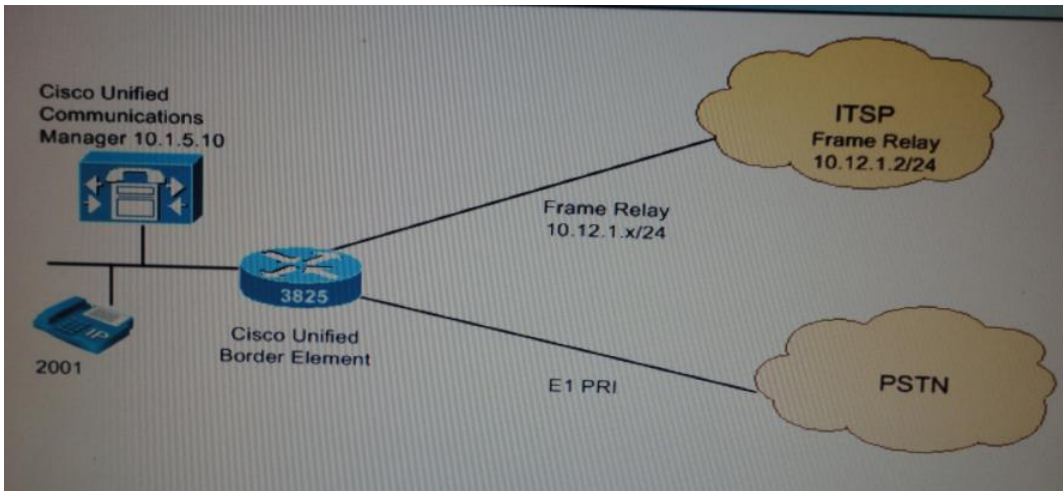 Cisco Unified
Communications
Manager 10.1.5.10
ITSP
Frame Relay
10.12.1.2/24
Frame Relay
10.12.1.x/24
3825
IP
2001
Cisco Unified
Border Element
E1 PRI
PSTN